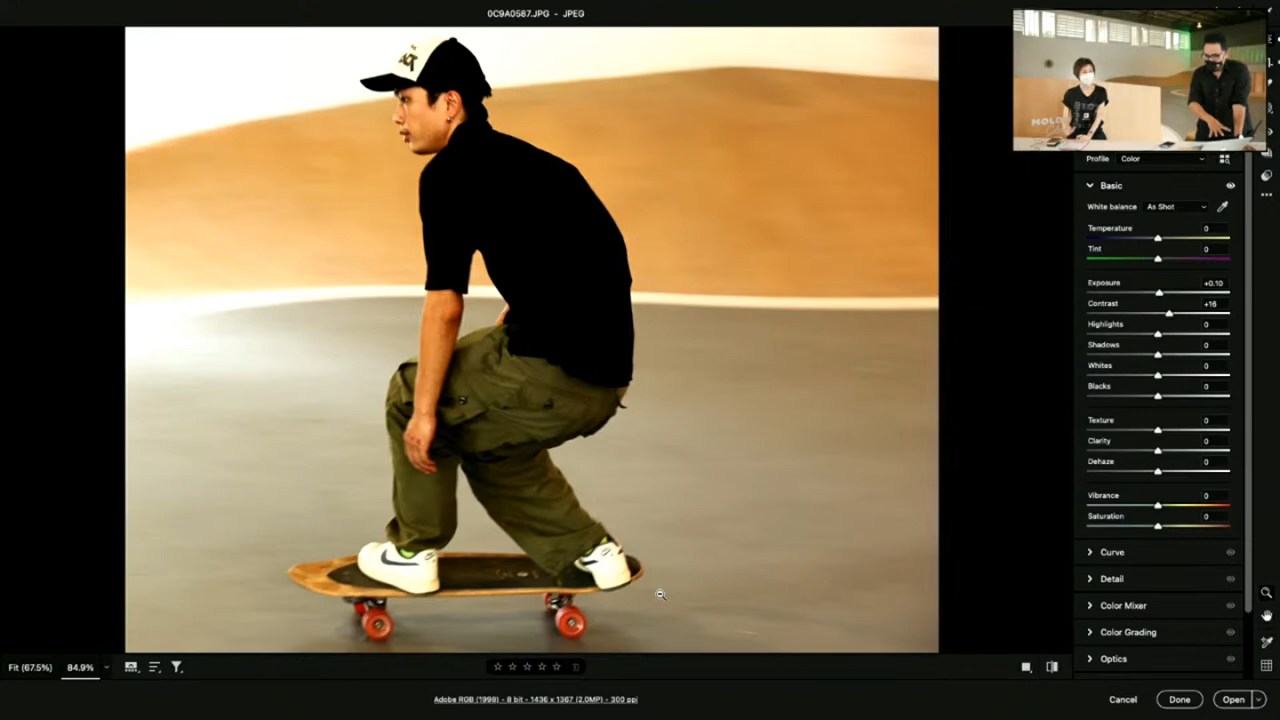 0C9A0587.JPG - JPEG
Profile Color
Basic
White balance As Shot
Temperature 0
Tint 0
Exposure +0.10
Contrast +16
Highlights 0
Shadows 0
Whites 0
Blacks 0
Texture 0
Clarity 0
Dehaze 0
Vibrance 0
Saturation 0
Curve
Detail
Color Mixer
Color Grading
Optics
Fit (67.5%) 84.9%
Adobe RGB (1998) - 8 bit - 1436 x 1367 (2.0MP) - 300 ppi
Cancel Done Open